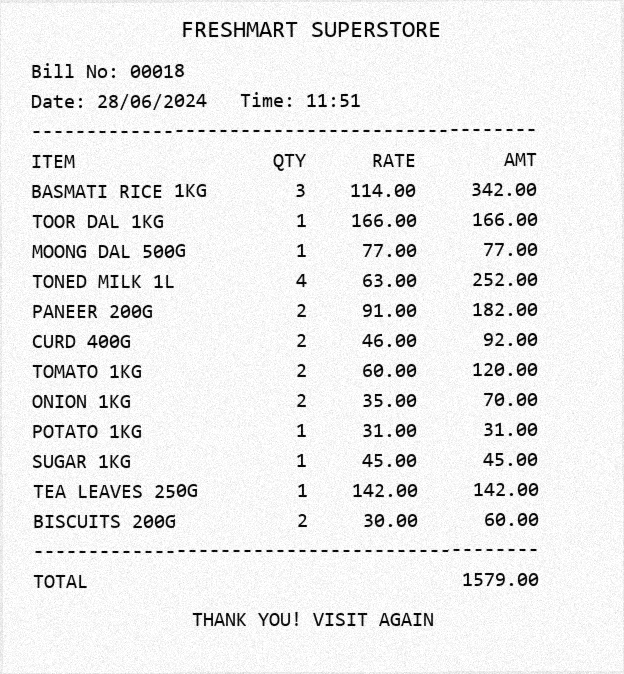 FRESHMART SUPERSTORE
Bill No: 00018
Date: 28/06/2024 Time: 11:51
----------------------------------------------
ITEM QTY RATE AMT
BASMATI RICE 1KG 3 114.00 342.00
TOOR DAL 1KG 1 166.00 166.00
MOONG DAL 500G 1 77.00 77.00
TONED MILK 1L 4 63.00 252.00
PANEER 200G 2 91.00 182.00
CURD 400G 2 46.00 92.00
TOMATO 1KG 2 60.00 120.00
ONION 1KG 2 35.00 70.00
POTATO 1KG 1 31.00 31.00
SUGAR 1KG 1 45.00 45.00
TEA LEAVES 250G 1 142.00 142.00
BISCUITS 200G 2 30.00 60.00
----------------------------------------------
TOTAL 1579.00
THANK YOU! VISIT AGAIN